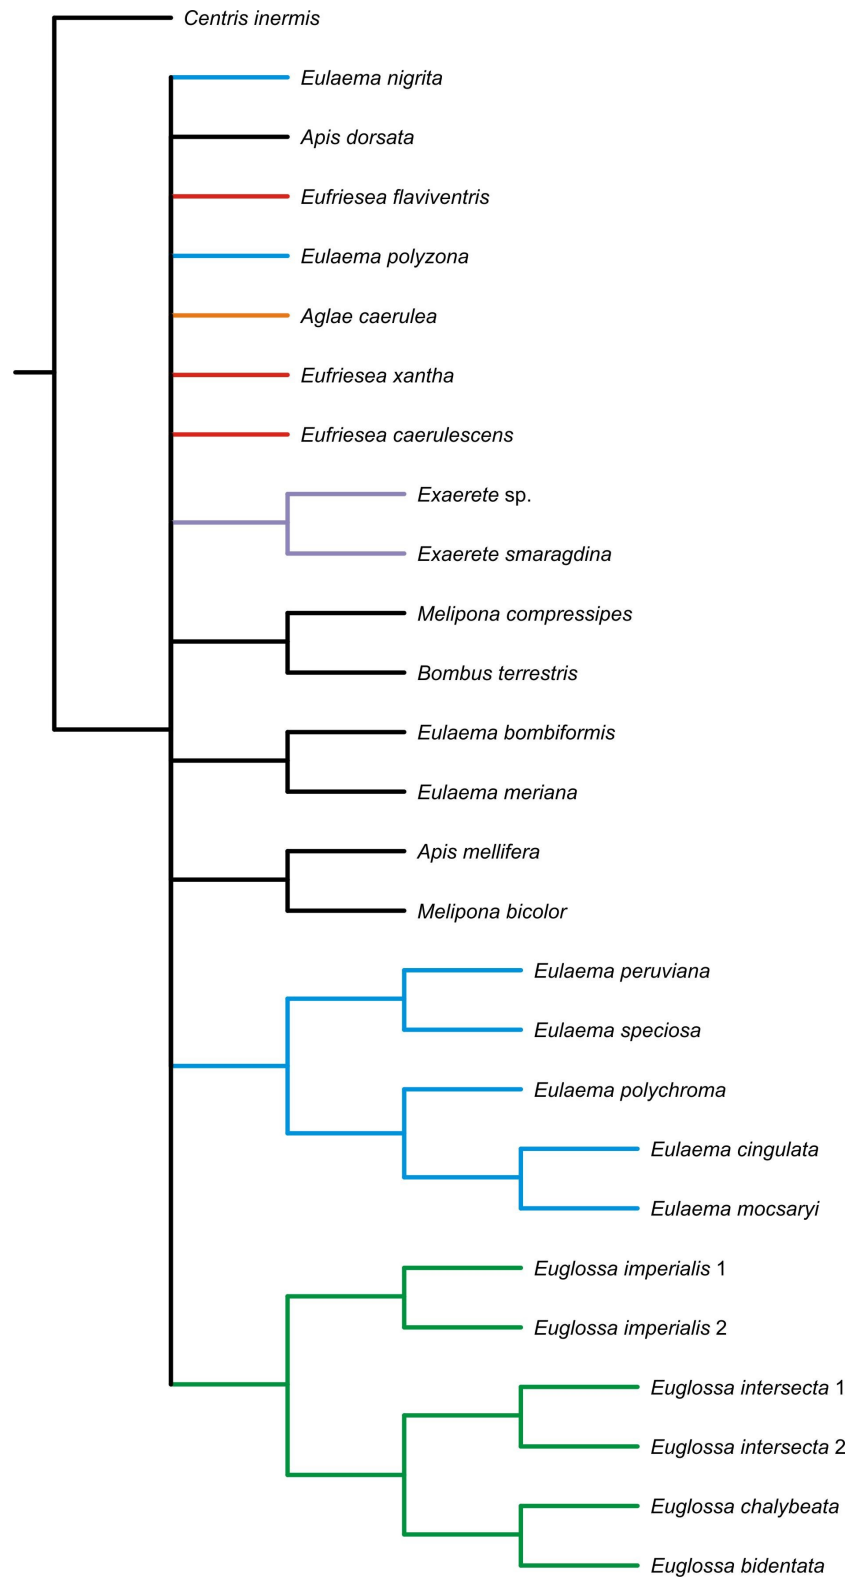 Centris inermis
Eulaema nigrita
Apis dorsata
Eufriesea flaviventris
Eulaema polyzona
Aglae caerulea
Eufriesea xantha
Eufriesea caerulescens
Exaerete sp.
Exaerete smaragdina
Melipona compressipes
Bombus terrestris
Eulaema bombiformis
Eulaema meriana
Apis mellifera
Melipona bicolor
Eulaema peruviana
Eulaema speciosa
Eulaema polychroma
Eulaema cingulata
Eulaema mocsaryi
Euglossa imperialis 1
Euglossa imperialis 2
Euglossa intersecta 1
Euglossa intersecta 2
Euglossa chalybeata
Euglossa bidentata